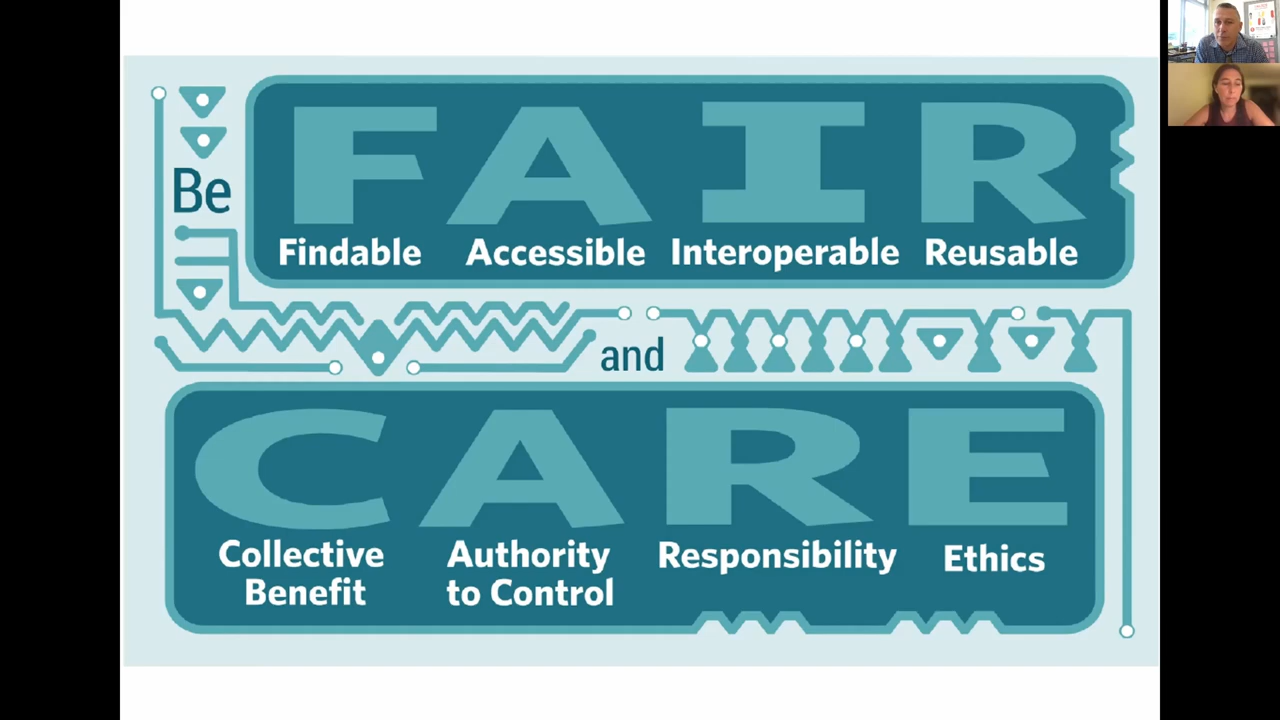 Be
FAIR
Findable Accessible Interoperable Reusable
and
CARE
Collective Benefit Authority to Control Responsibility Ethics